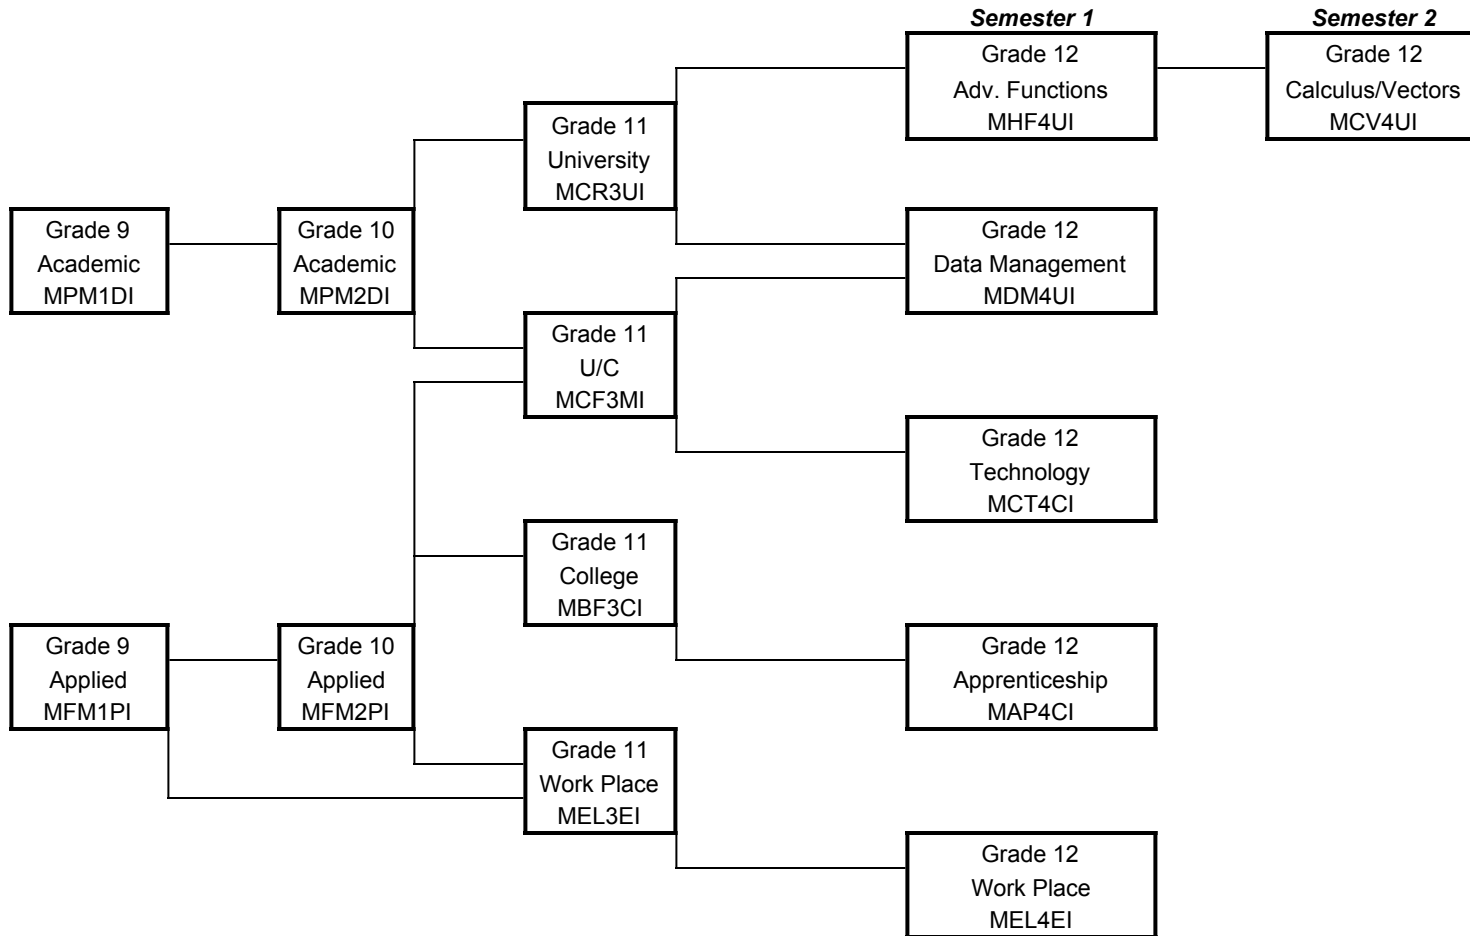 Semester 1
Semester 2
Grade 12
Adv. Functions
MHF4UI
Grade 12
Calculus/Vectors
MCV4UI
Grade 11
University
MCR3UI
Grade 9
Academic
MPM1DI
Grade 10
Academic
MPM2DI
Grade 12
Data Management
MDM4UI
Grade 11
U/C
MCF3MI
Grade 12
Technology
MCT4CI
Grade 11
College
MBF3CI
Grade 9
Applied
MFM1PI
Grade 10
Applied
MFM2PI
Grade 12
Apprenticeship
MAP4CI
Grade 11
Work Place
MEL3EI
Grade 12
Work Place
MEL4EI